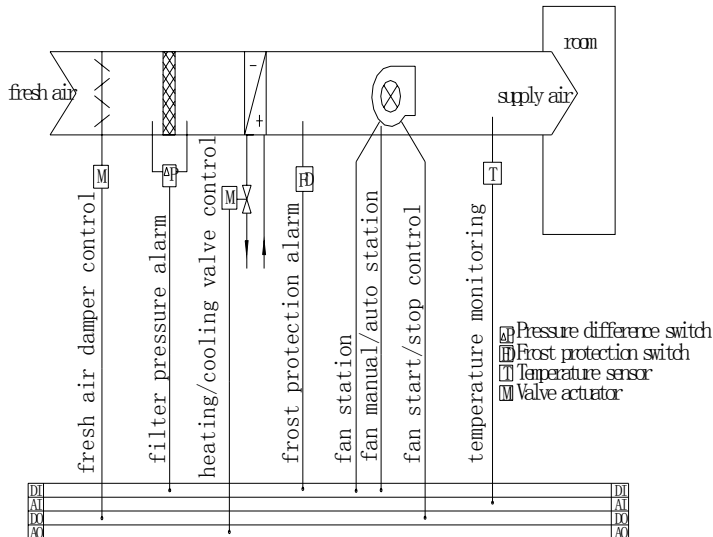 room
fresh air
supply air
- +
M
ΔP
M
FD
T
fresh air damper control
filter pressure alarm
heating/cooling valve control
frost protection alarm
fan station
fan manual/auto station
fan start/stop control
temperature monitoring
ΔP Pressure difference switch
FD Frost protection switch
T Temperature sensor
M Valve actuator
DI DI
AI AI
DO DO
AO AO